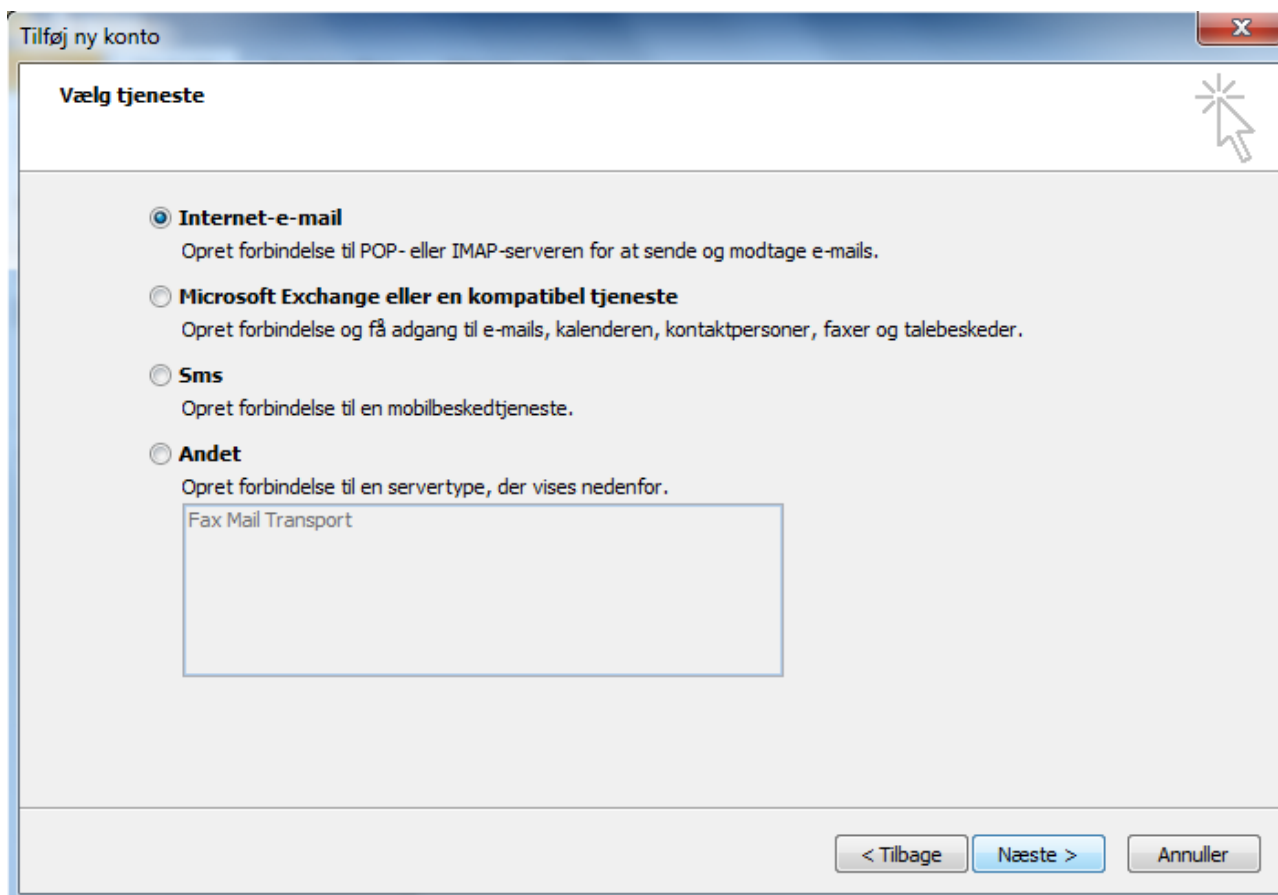 Tilføj ny konto
Vælg tjeneste
Internet-e-mail
Opret forbindelse til POP- eller IMAP-serveren for at sende og modtage e-mails.
Microsoft Exchange eller en kompatibel tjeneste
Opret forbindelse og få adgang til e-mails, kalenderen, kontaktpersoner, faxer og talebeskeder.
Sms
Opret forbindelse til en mobilbeskedtjeneste.
Andet
Opret forbindelse til en servertype, der vises nedenfor.
Fax Mail Transport
< Tilbage Næste > Annuller